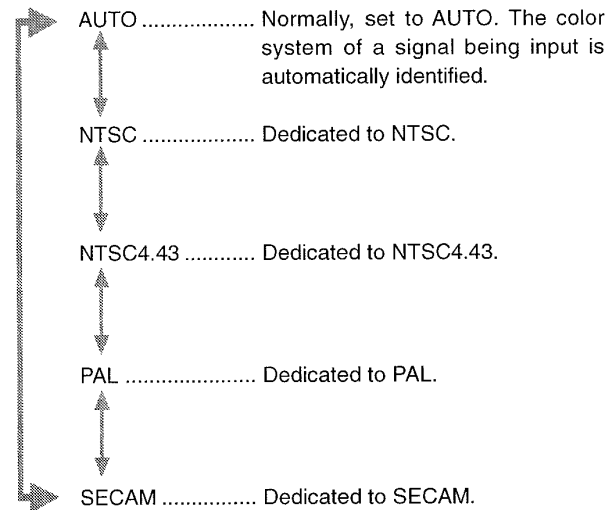 AUTO ................... Normally, set to AUTO. The color
system of a signal being input is
automatically identified.
NTSC ................... Dedicated to NTSC.
NTSC4.43 ............ Dedicated to NTSC4.43.
PAL ...................... Dedicated to PAL.
SECAM ................ Dedicated to SECAM.